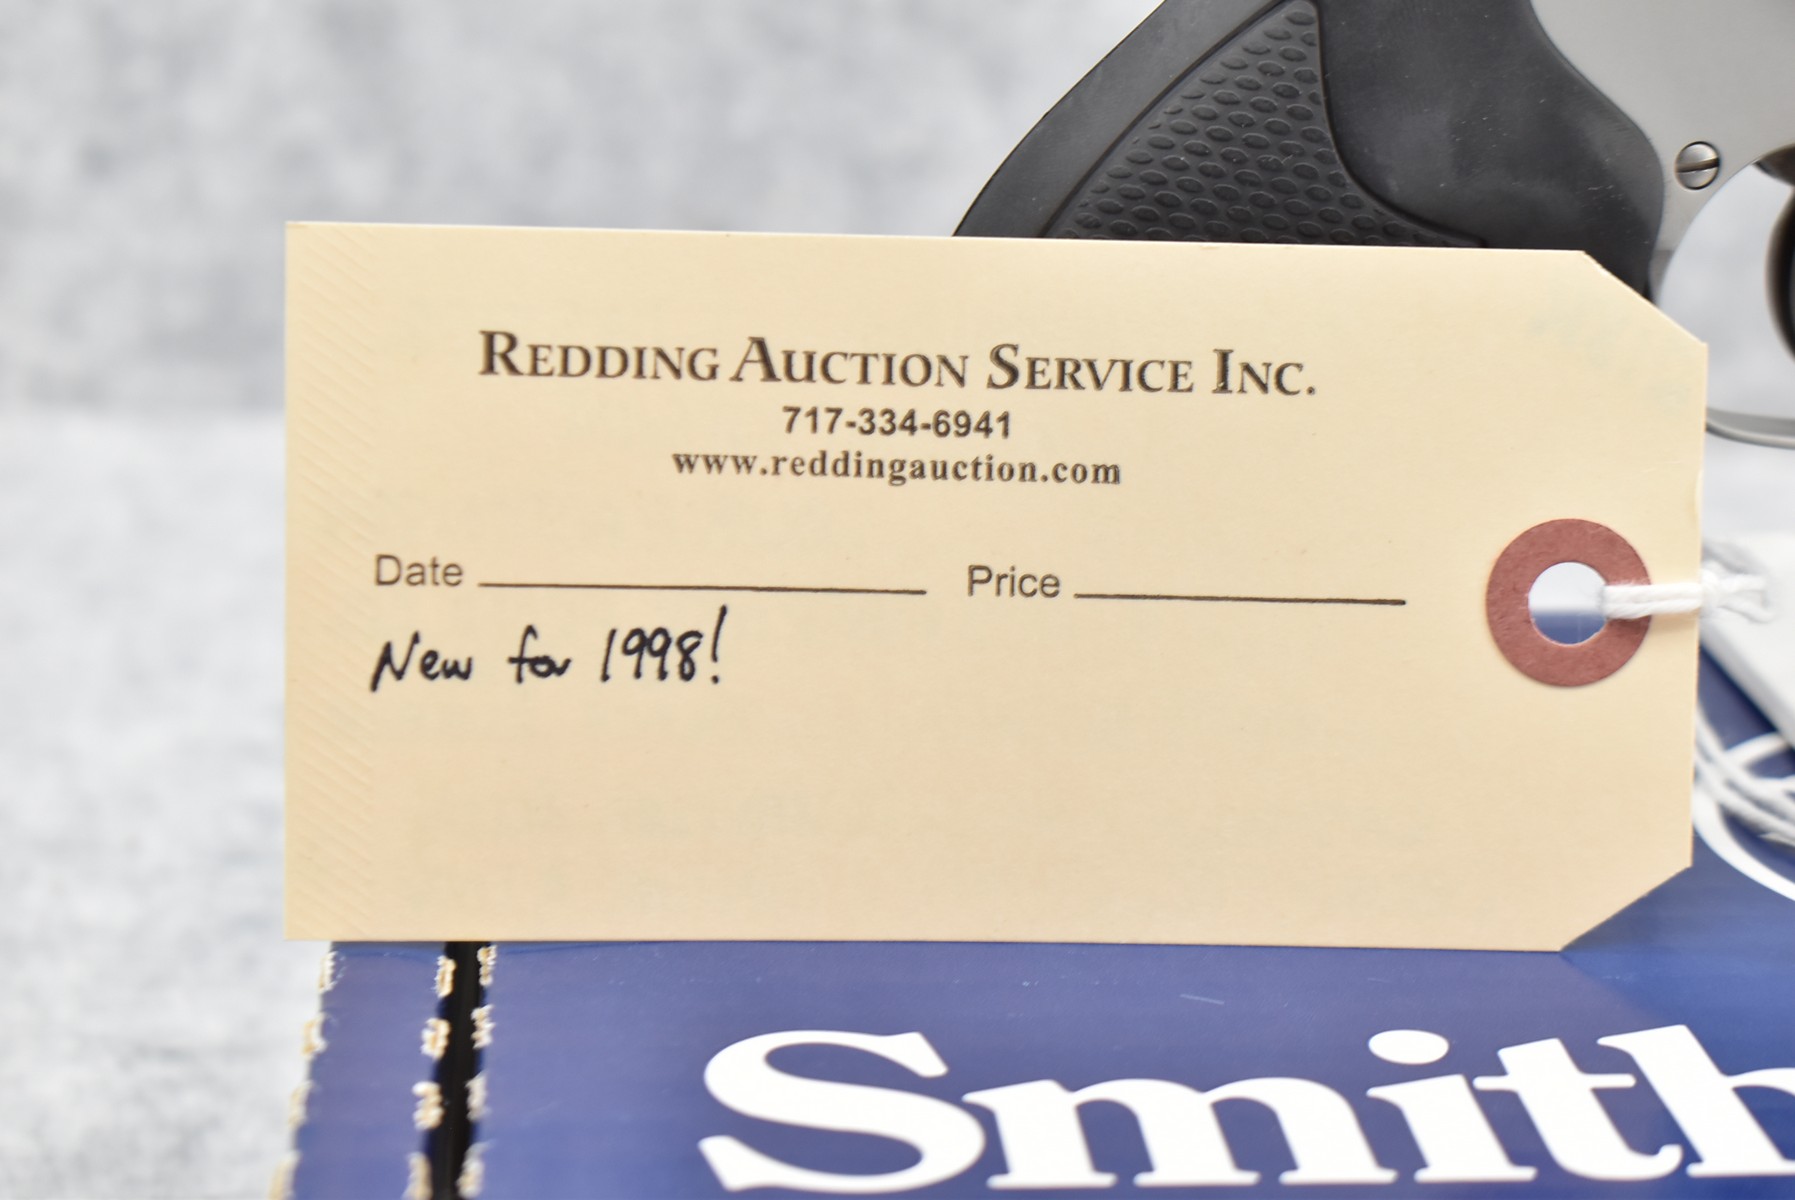 REDDING AUCTION SERVICE INC.
717-334-6941
www.reddingauction.com
Date Price
New for 1998!
Smith